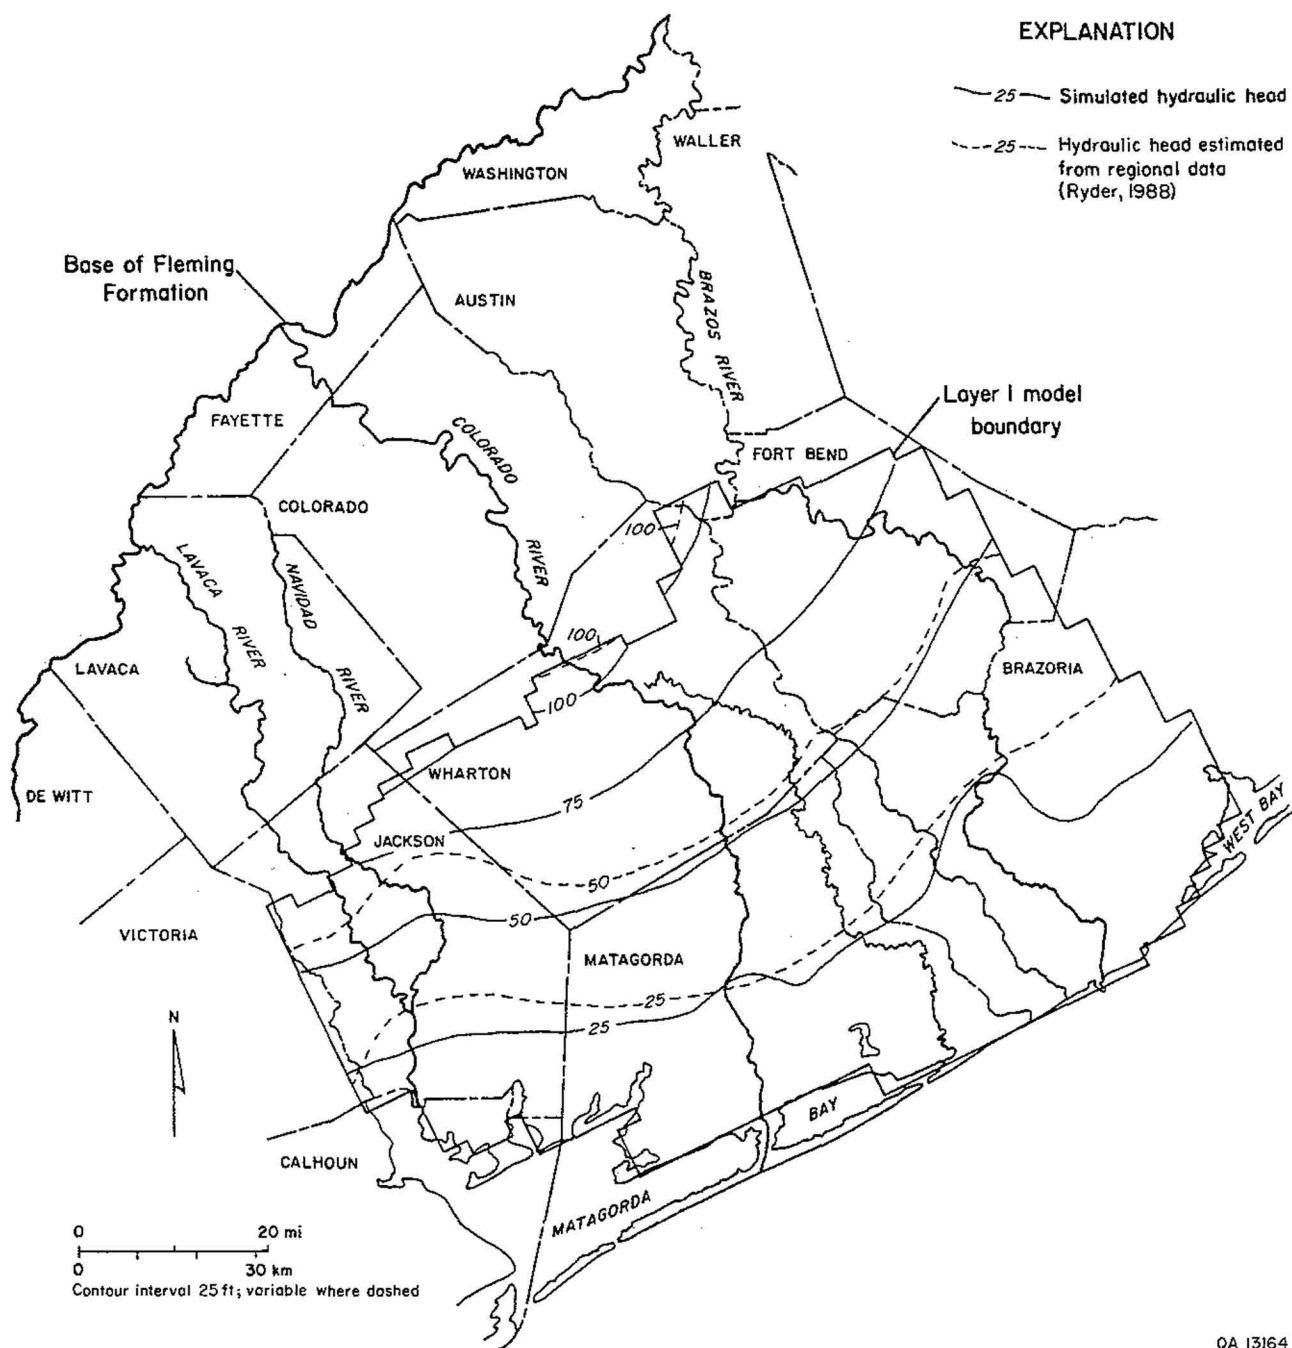 EXPLANATION
25 Simulated hydraulic head
25 Hydraulic head estimated
from regional data
(Ryder, 1988)
WALLER
WASHINGTON
Base of Fleming
Formation
AUSTIN
BRAZOS RIVER
FAYETTE
COLORADO
RIVER
Layer 1 model
boundary
FORT BEND
COLORADO
100
LAVACA
RIVER
NAVIDAD
RIVER
100
LAVACA
BRAZORIA
100
DE WITT
WHARTON
75
JACKSON
WEST BAY
50
50
VICTORIA
MATAGORDA
25
25
N
BAY
CALHOUN
MATAGORDA
0 20 mi
0 30 km
Contour interval 25 ft; variable where dashed
QA 13164